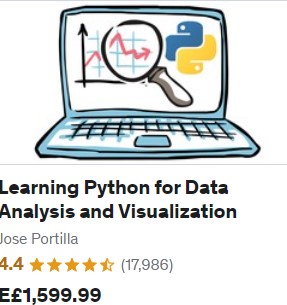 Learning Python for Data
Analysis and Visualization
Jose Portilla
4.4 (17,986)
E£1,599.99